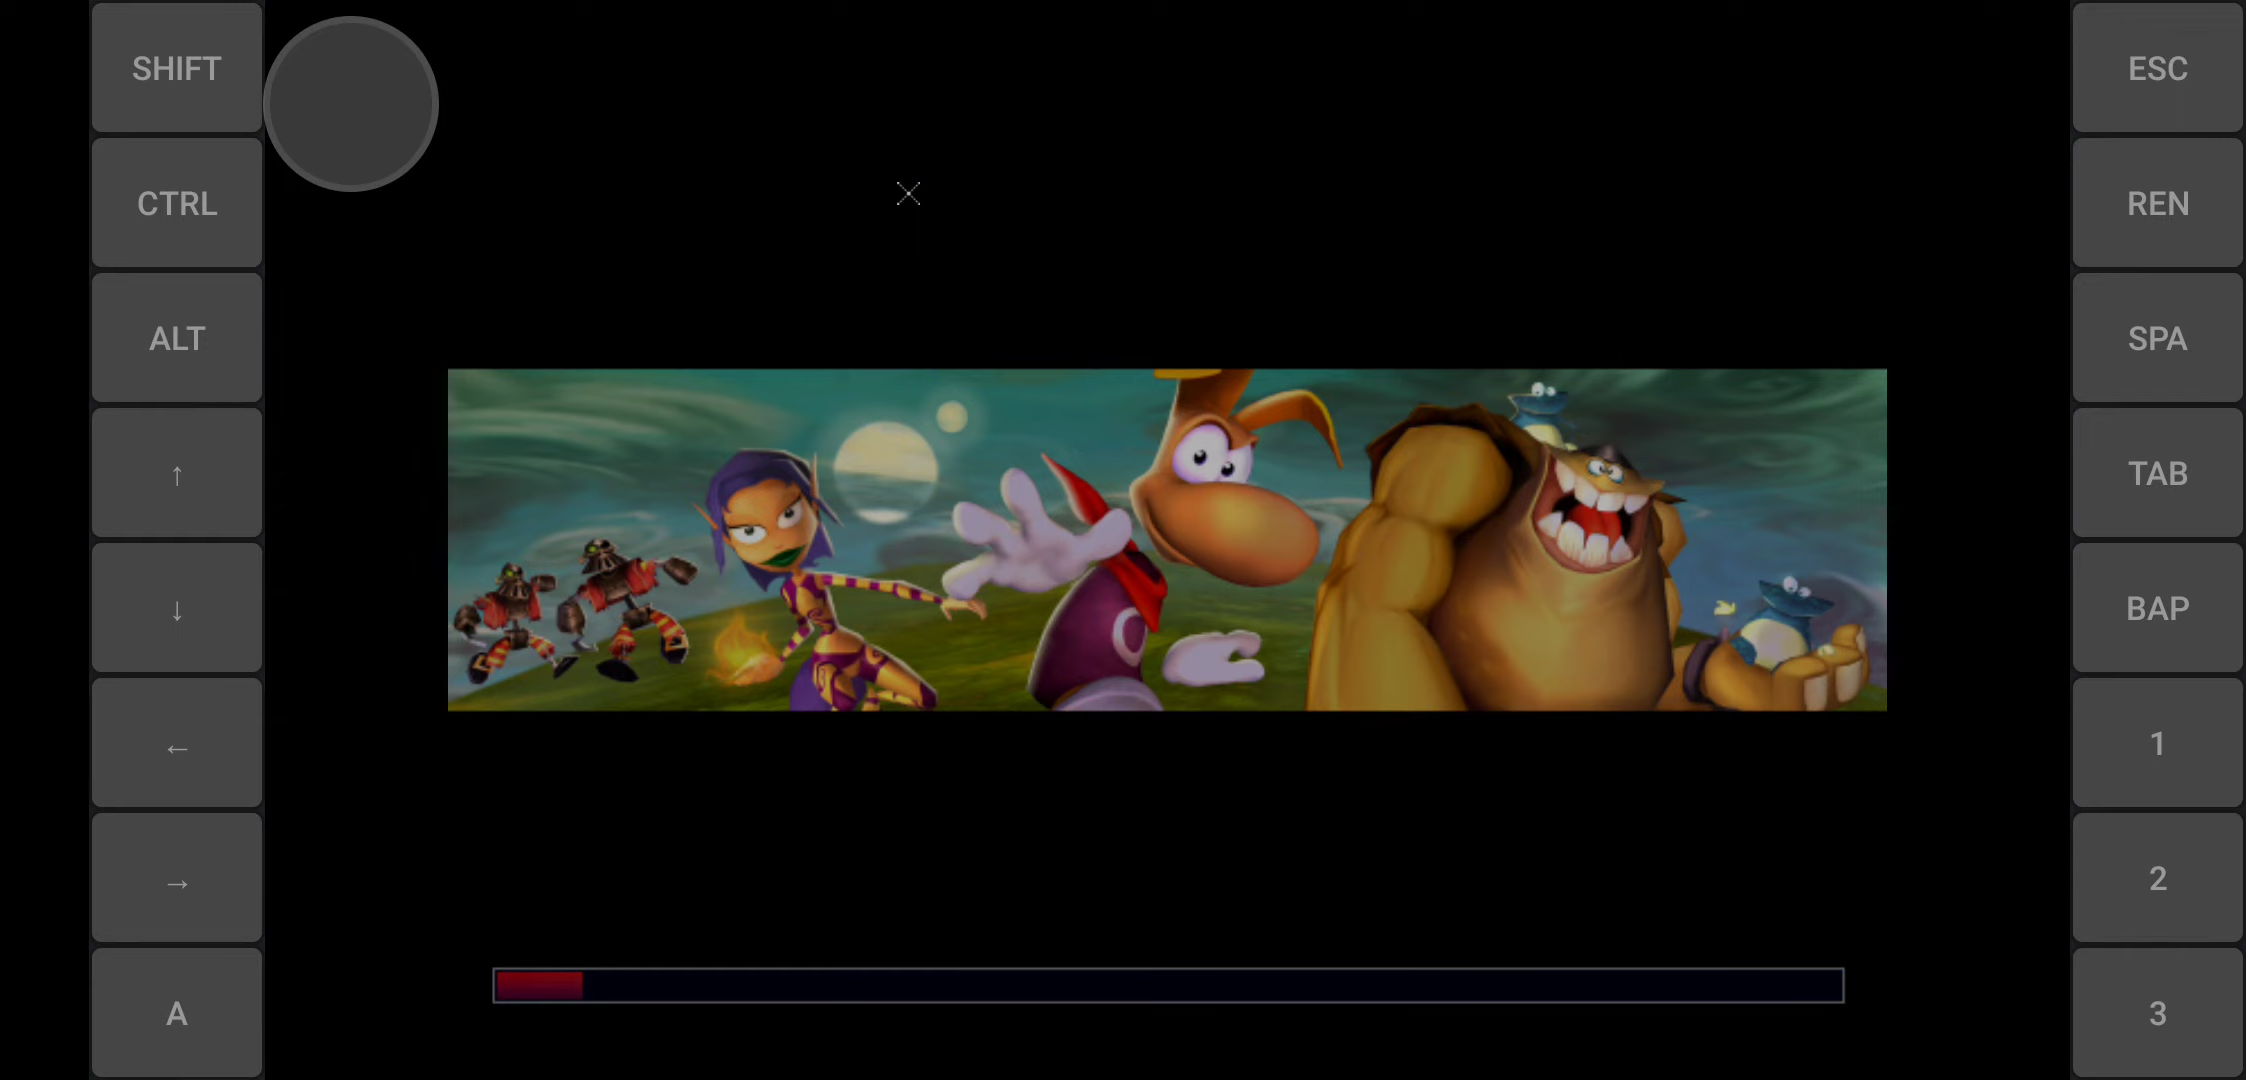 SHIFT
CTRL
ALT
↑
↓
←
→
A
ESC
REN
SPA
TAB
BAP
1
2
3